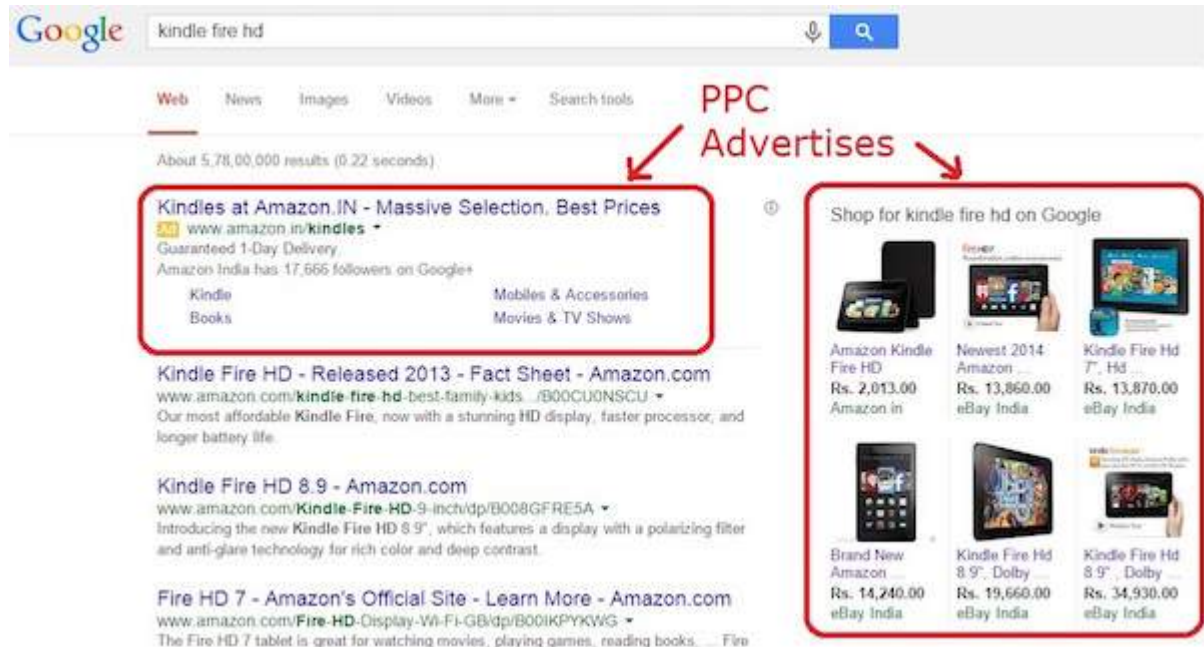 Google
kindle fire hd
Web News Images Videos More Search tools
PPC
Advertises
About 5,78,00,000 results (0.22 seconds)
Kindles at Amazon.IN - Massive Selection, Best Prices
Ad www.amazon.in/kindles
Guaranteed 1-Day Delivery
Amazon India has 17,666 followers on Google+
Kindle Mobiles & Accessories
Books Movies & TV Shows
Kindle Fire HD - Released 2013 - Fact Sheet - Amazon.com
www.amazon.com/kindle-fire-hd-best-family-kids.../B00CU0NSCU
Our most affordable Kindle Fire, now with a stunning HD display, faster processor, and
longer battery life.
Kindle Fire HD 8.9 - Amazon.com
www.amazon.com/Kindle-Fire-HD-9-inch/dp/B008GFRE5A
Introducing the new Kindle Fire HD 8.9", which features a display with a polarizing filter
and anti-glare technology for rich color and deep contrast.
Fire HD 7 - Amazon's Official Site - Learn More - Amazon.com
www.amazon.com/Fire-HD-Display-Wi-Fi-GB/dp/B00IKPYKWG
The Fire HD 7 tablet is great for watching movies, playing games, reading books, ... Fire
Shop for kindle fire hd on Google
Amazon Kindle Newest 2014 Kindle Fire Hd
Fire HD Amazon ... 7", Hd ...
Rs. 2,013.00 Rs. 13,860.00 Rs. 13,870.00
Amazon.in eBay India eBay India
Brand New Kindle Fire Hd Kindle Fire Hd
Amazon ... 8.9", Dolby ... 8.9" , Dolby ...
Rs. 14,240.00 Rs. 19,660.00 Rs. 34,930.00
eBay India eBay India eBay India